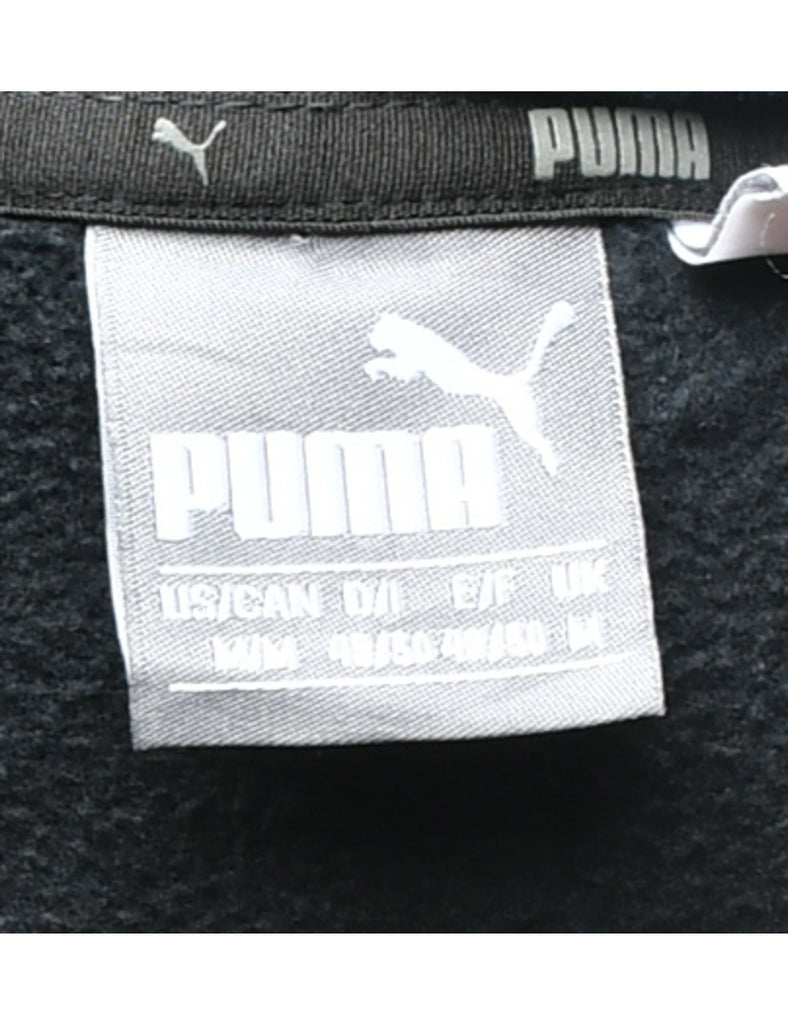 PUMA
PUMA
US/CAN D/I E/F UK
M/M 48/50 48/50 M